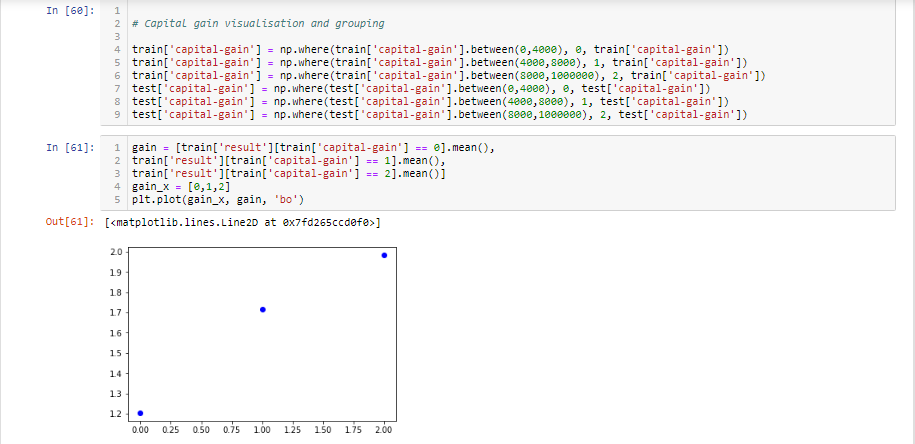 In [60]:
1
2 # Capital gain visualisation and grouping
3
4 train['capital-gain'] = np.where(train['capital-gain'].between(0,4000), 0, train['capital-gain'])
5 train['capital-gain'] = np.where(train['capital-gain'].between(4000,8000), 1, train['capital-gain'])
6 train['capital-gain'] = np.where(train['capital-gain'].between(8000,1000000), 2, train['capital-gain'])
7 test['capital-gain'] = np.where(test['capital-gain'].between(0,4000), 0, test['capital-gain'])
8 test['capital-gain'] = np.where(test['capital-gain'].between(4000,8000), 1, test['capital-gain'])
9 test['capital-gain'] = np.where(test['capital-gain'].between(8000,1000000), 2, test['capital-gain'])
In [61]:
1 gain = [train['result'][train['capital-gain'] == 0].mean(),
2 train['result'][train['capital-gain'] == 1].mean(),
3 train['result'][train['capital-gain'] == 2].mean()]
4 gain_x = [0,1,2]
5 plt.plot(gain_x, gain, 'bo')
Out[61]: [<matplotlib.lines.Line2D at 0x7fd265ccd0f0>]
2.0
1.9
1.8
1.7
1.6
1.5
1.4
1.3
1.2
0.00 0.25 0.50 0.75 1.00 1.25 1.50 1.75 2.00